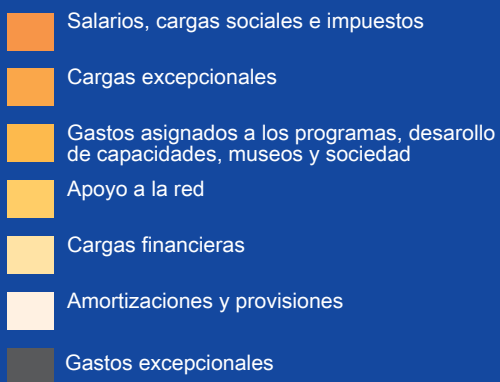 Salarios, cargas sociales e impuestos
Cargas excepcionales
Gastos asignados a los programas, desarollo
de capacidades, museos y sociedad
Apoyo a la red
Cargas financieras
Amortizaciones y provisiones
Gastos excepcionales